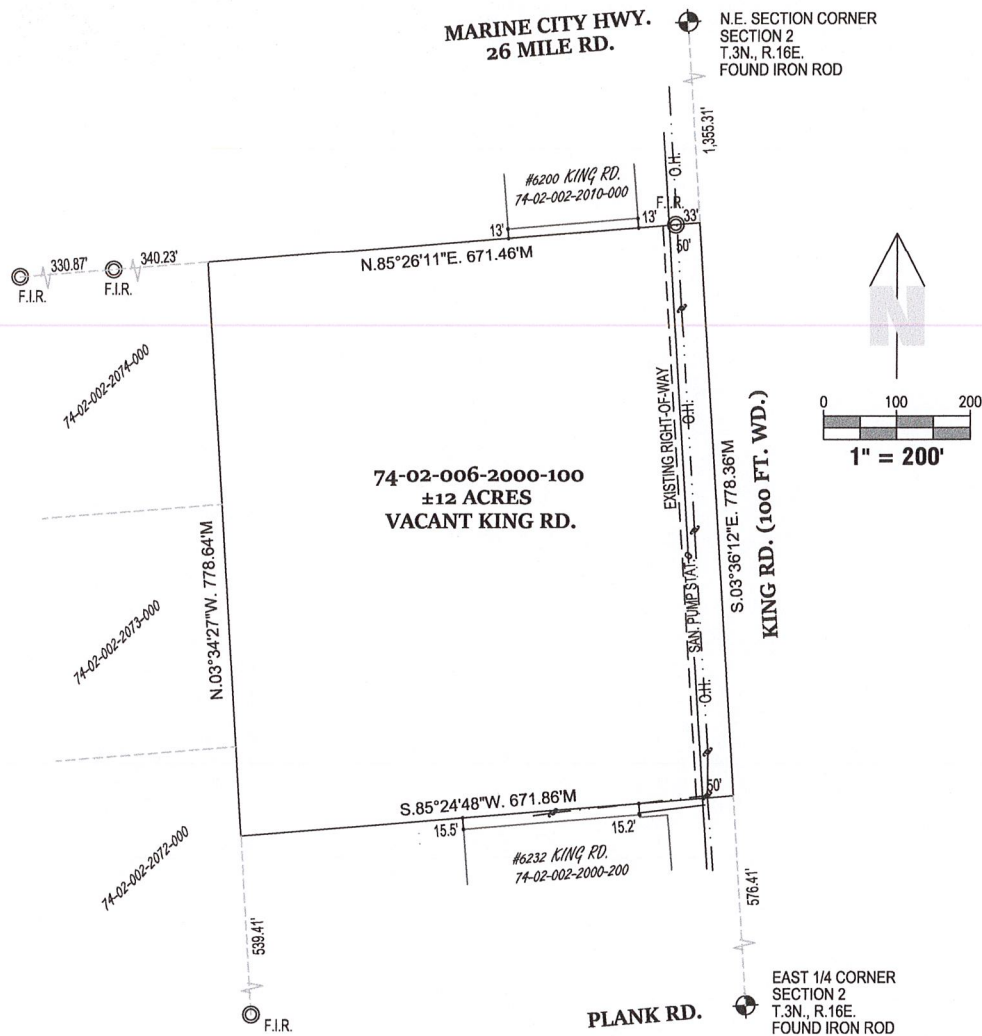 MARINE CITY HWY.
26 MILE RD.
N.E. SECTION CORNER
SECTION 2
T.3N., R.16E.
FOUND IRON ROD
1,355.31'
O.H.
#6200 KING RD.
74-02-002-2010-000
F.I.R.
13'
13'
33'
50'
330.87'
340.23'
F.I.R.
F.I.R.
N.85°26'11"E. 671.46'M
N
74-02-002-2074-000
EXISTING RIGHT-OF-WAY
O.H.
0 100 200
1" = 200'
74-02-006-2000-100
±12 ACRES
VACANT KING RD.
S.03°36'12"E. 778.36'M
KING RD. (100 FT. WD.)
N.03°34'27"W. 778.64'M
SAN. PUMP STAT.
74-02-002-2073-000
O.H.
50'
S.85°24'48"W. 671.86'M
15.5'
15.2'
#6232 KING RD.
74-02-002-2000-200
74-02-002-2072-000
539.41'
576.41'
F.I.R.
PLANK RD.
EAST 1/4 CORNER
SECTION 2
T.3N., R.16E.
FOUND IRON ROD